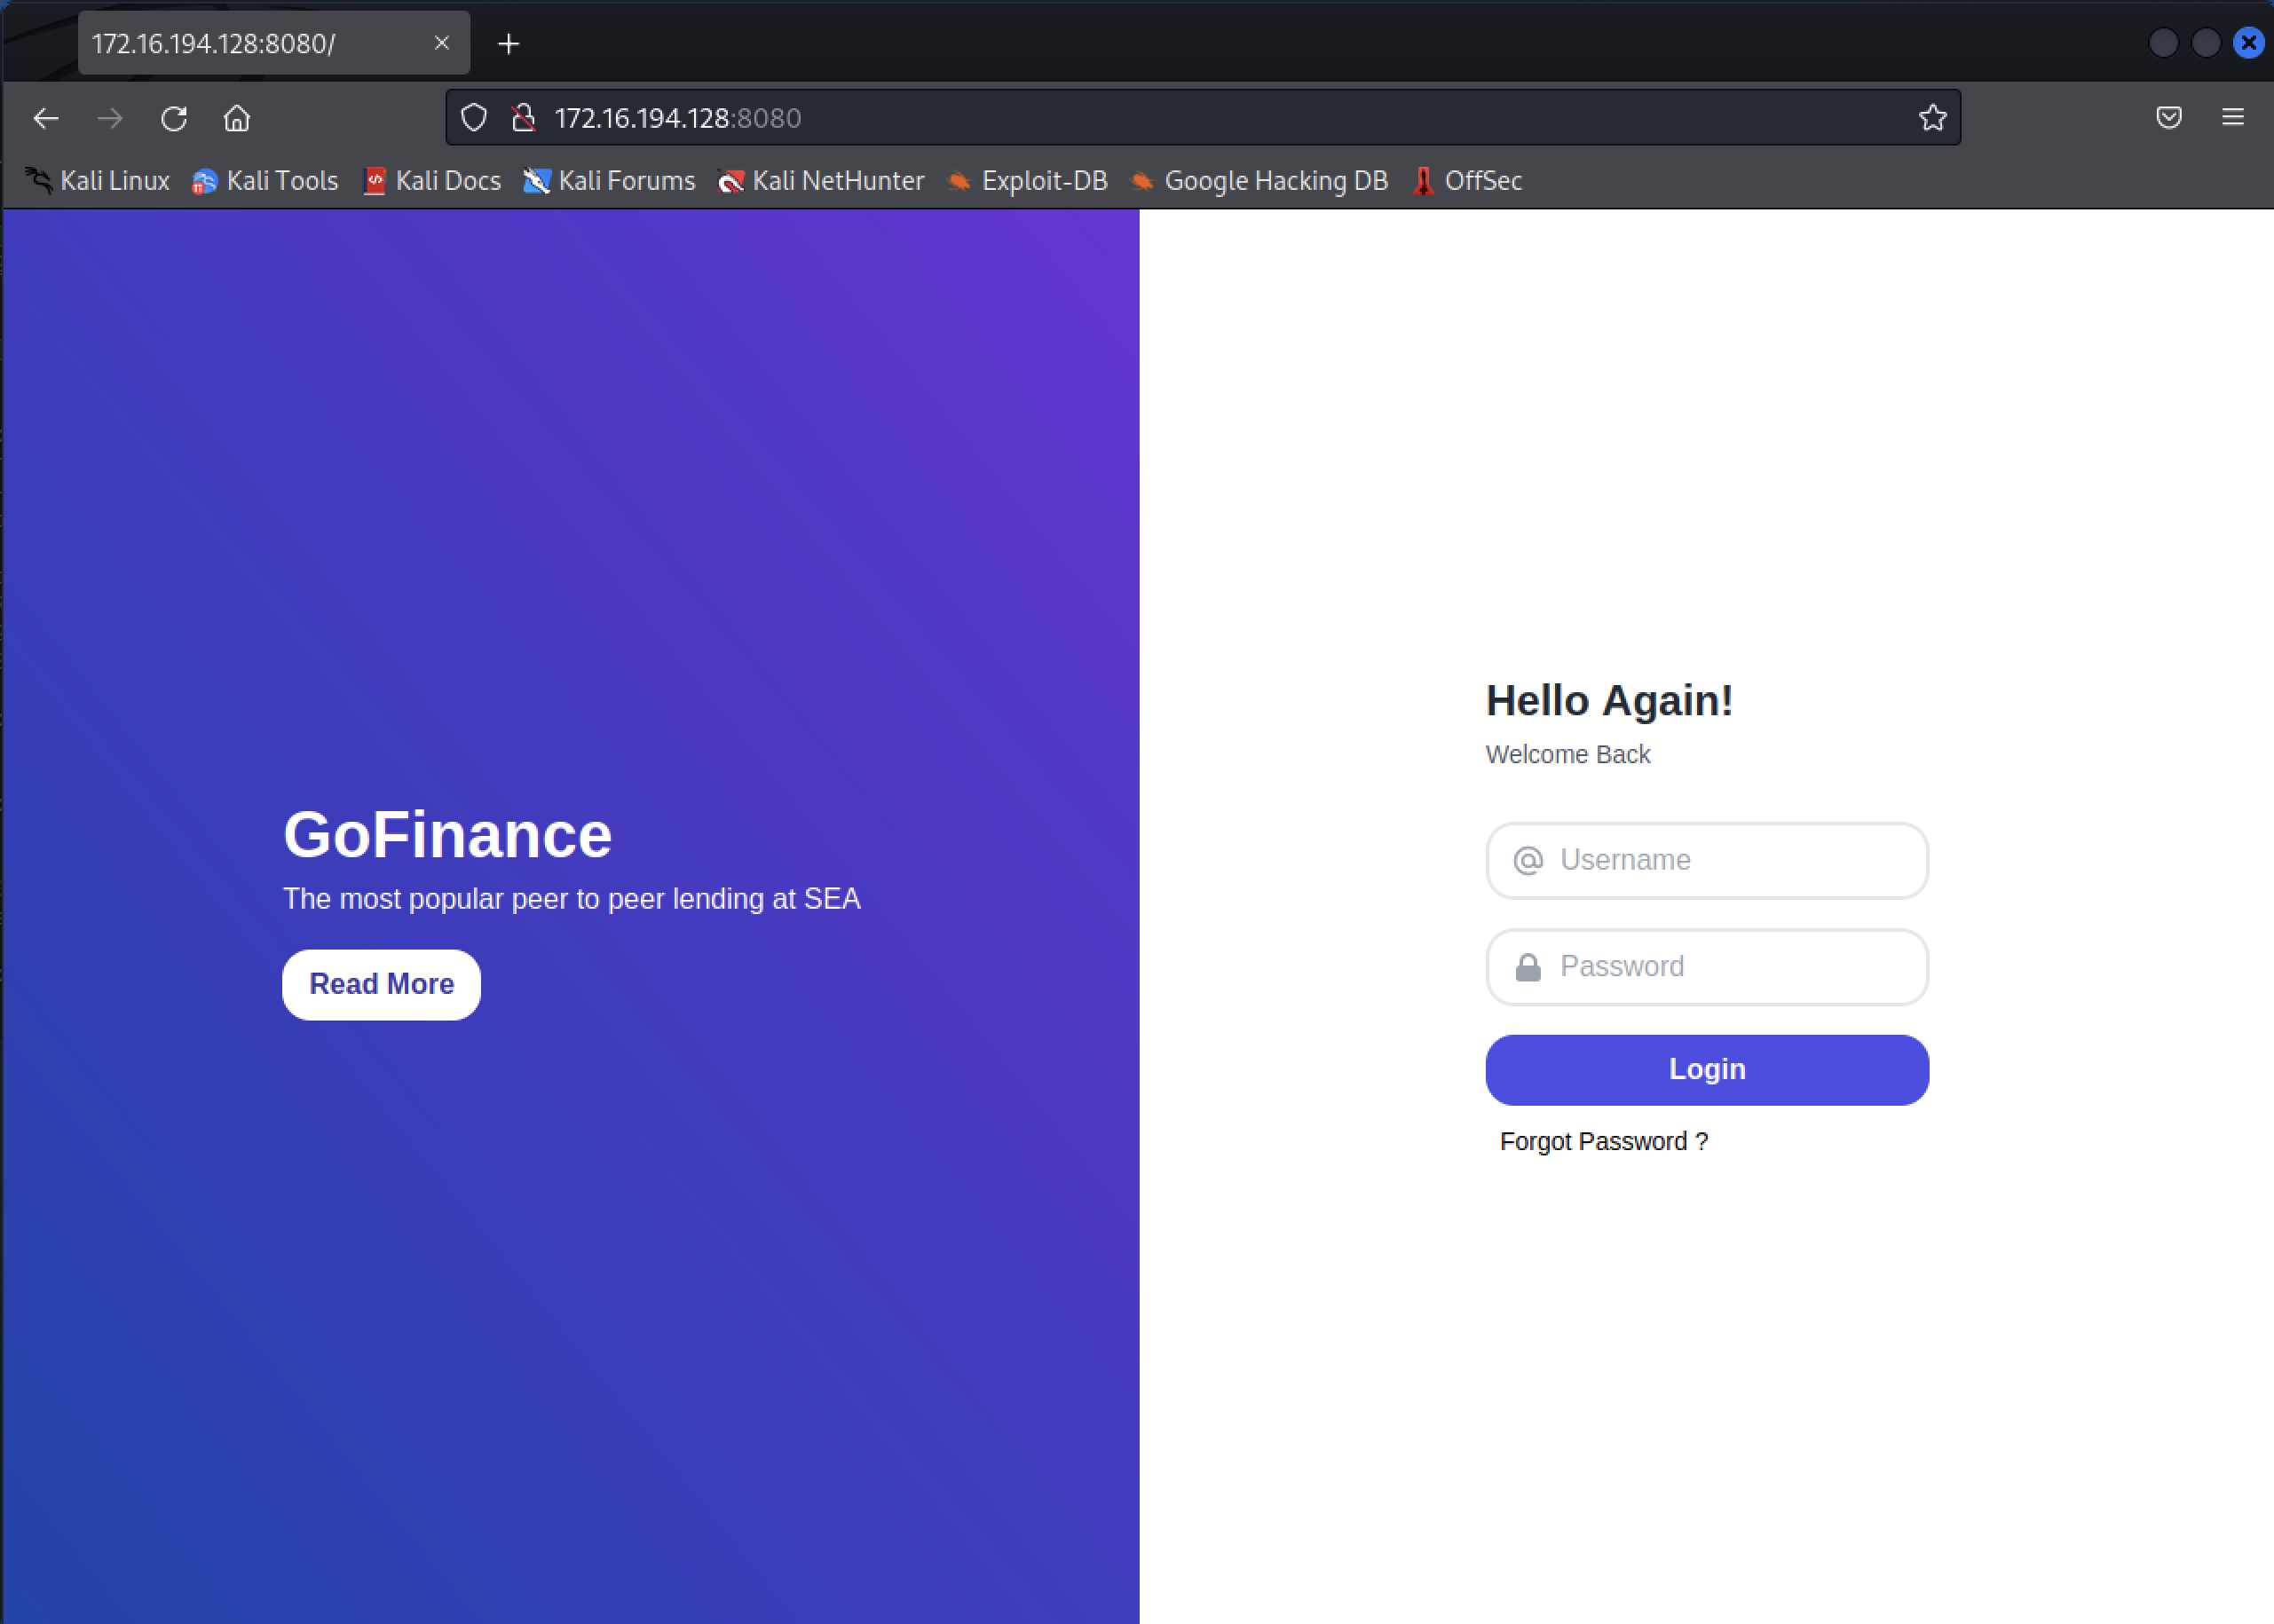 172.16.194.128:8080/
172.16.194.128:8080
Kali Linux Kali Tools Kali Docs Kali Forums Kali NetHunter Exploit-DB Google Hacking DB OffSec
GoFinance
The most popular peer to peer lending at SEA
Read More
Hello Again!
Welcome Back
Username
Password
Login
Forgot Password ?